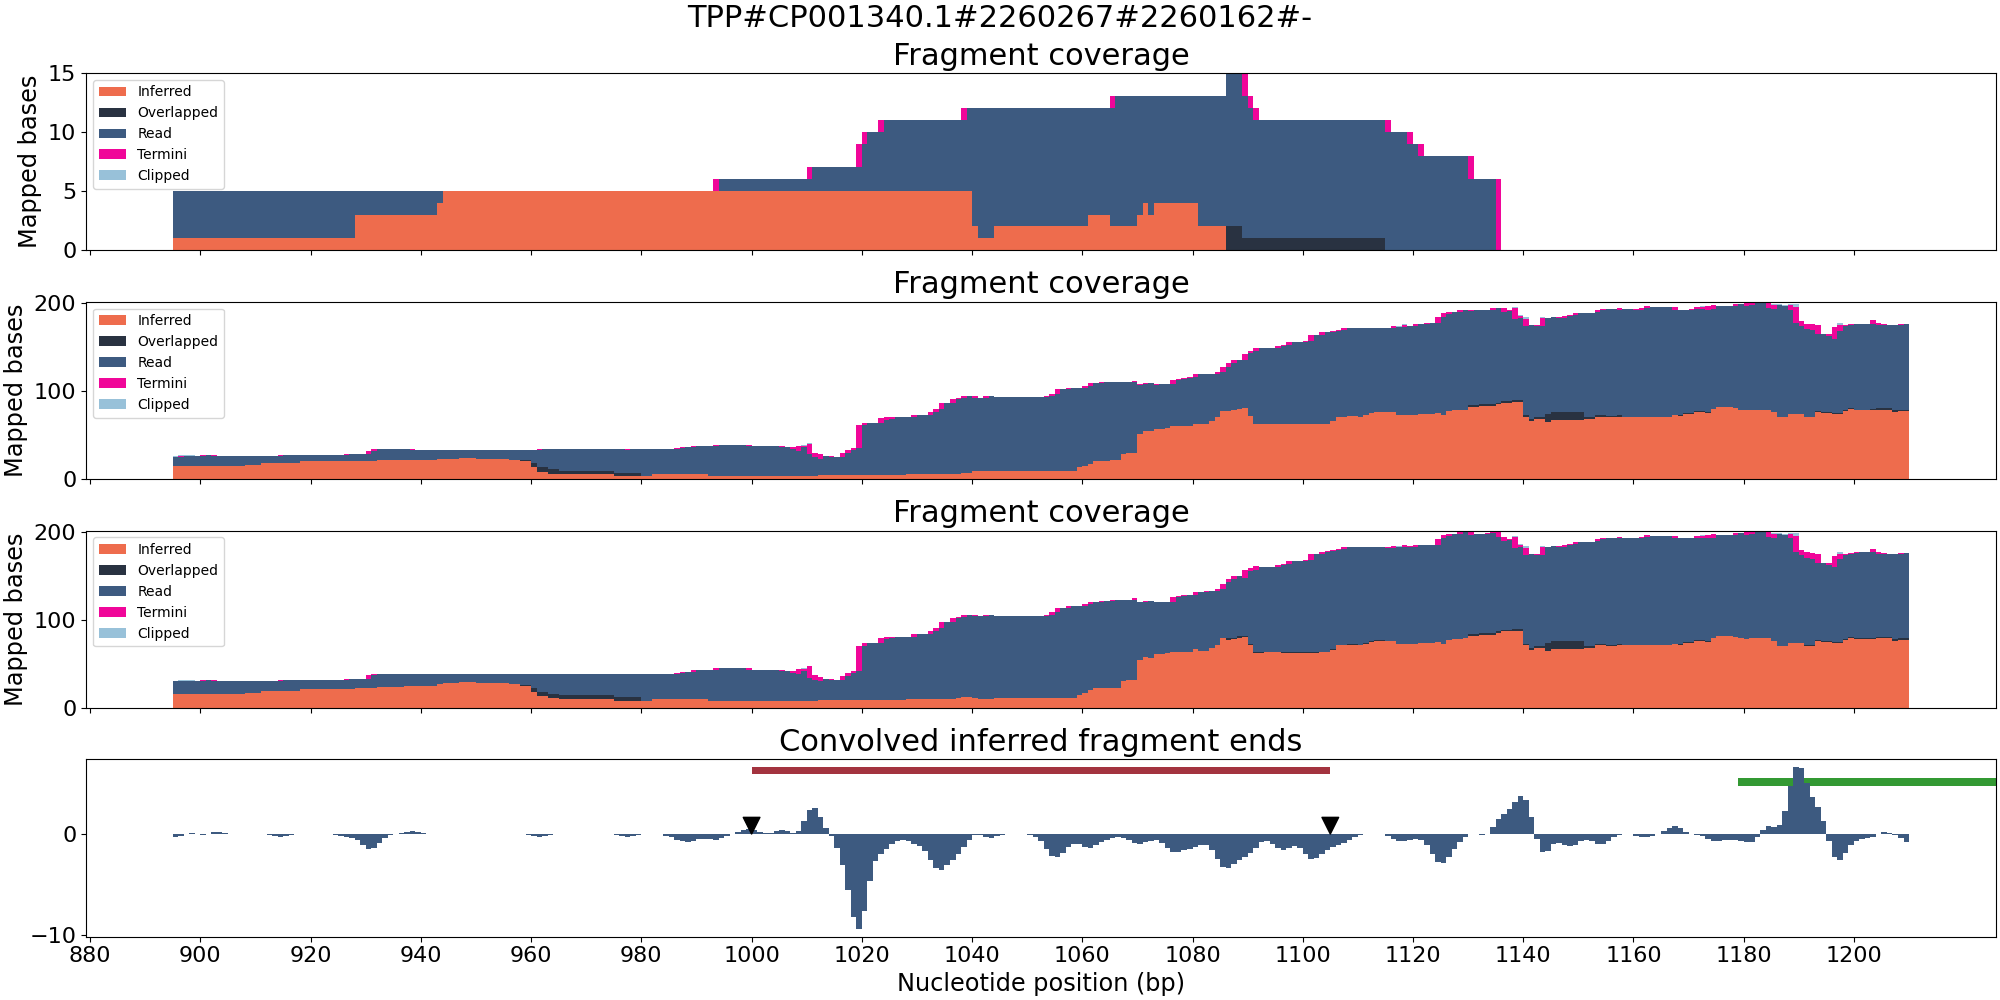 TPP#CP001340.1#2260267#2260162#-
Fragment coverage
Mapped bases
15
10
5
0
Inferred
Overlapped
Read
Termini
Clipped
Fragment coverage
Mapped bases
200
100
0
Inferred
Overlapped
Read
Termini
Clipped
Fragment coverage
Mapped bases
200
100
0
Inferred
Overlapped
Read
Termini
Clipped
Convolved inferred fragment ends
0
−10
880 900 920 940 960 980 1000 1020 1040 1060 1080 1100 1120 1140 1160 1180 1200
Nucleotide position (bp)